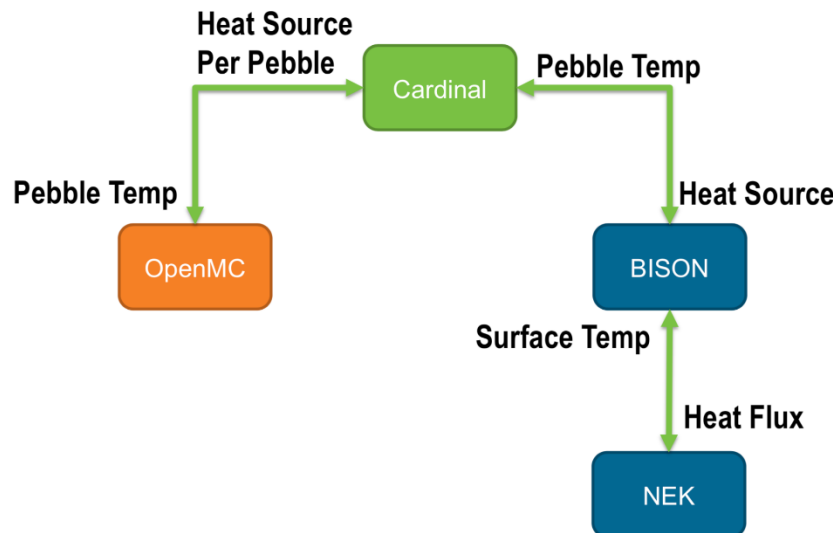 Heat Source
Per Pebble
Cardinal
Pebble Temp
Pebble Temp
Heat Source
OpenMC
BISON
Surface Temp
Heat Flux
NEK